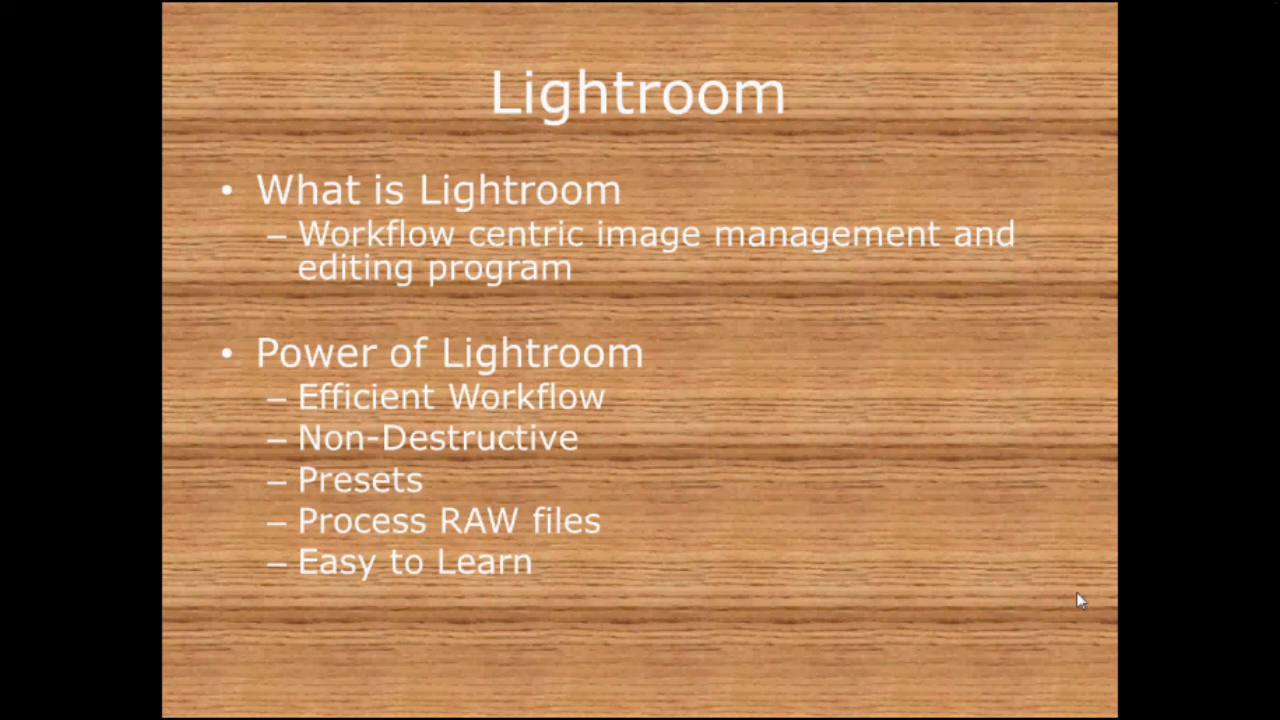 Lightroom
• What is Lightroom
– Workflow centric image management and
editing program
• Power of Lightroom
– Efficient Workflow
– Non-Destructive
– Presets
– Process RAW files
– Easy to Learn